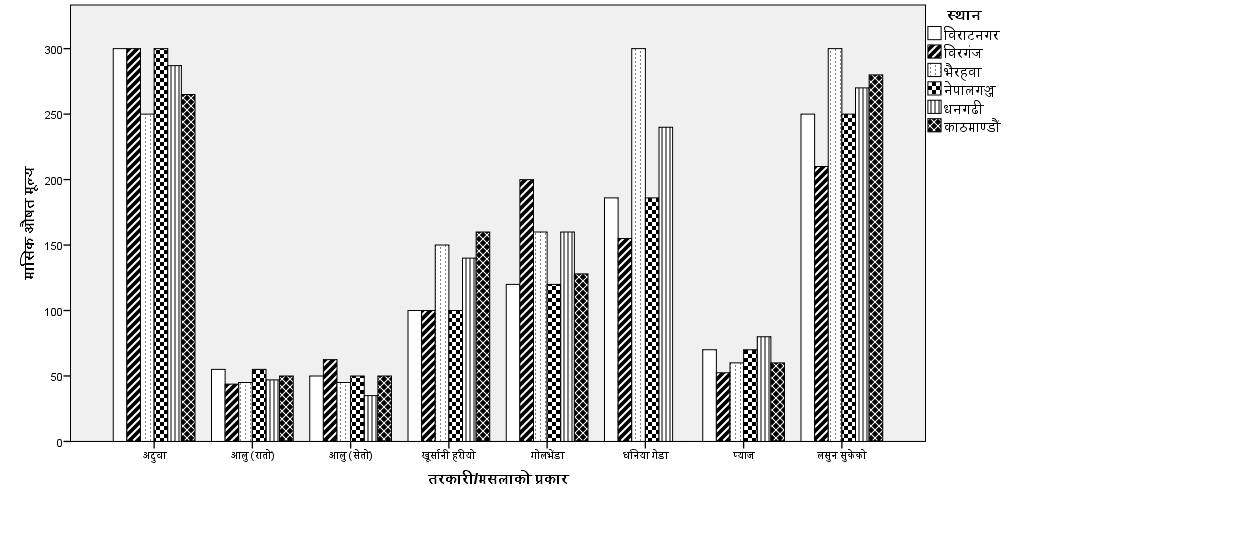 स्थान
विराटनगर
विरगंज
भैरहवा
नेपालगञ्ज
धनगढी
काठमाण्डौं
मासिक औषत मूल्य
300
250
200
150
100
50
0
अदुवा
आलु (रातो)
आलु (सेतो)
खूर्सानी हरीयो
गोलभेंडा
धनिया गेडा
प्याज
लसुन सुकेको
तरकारी/मसलाको प्रकार